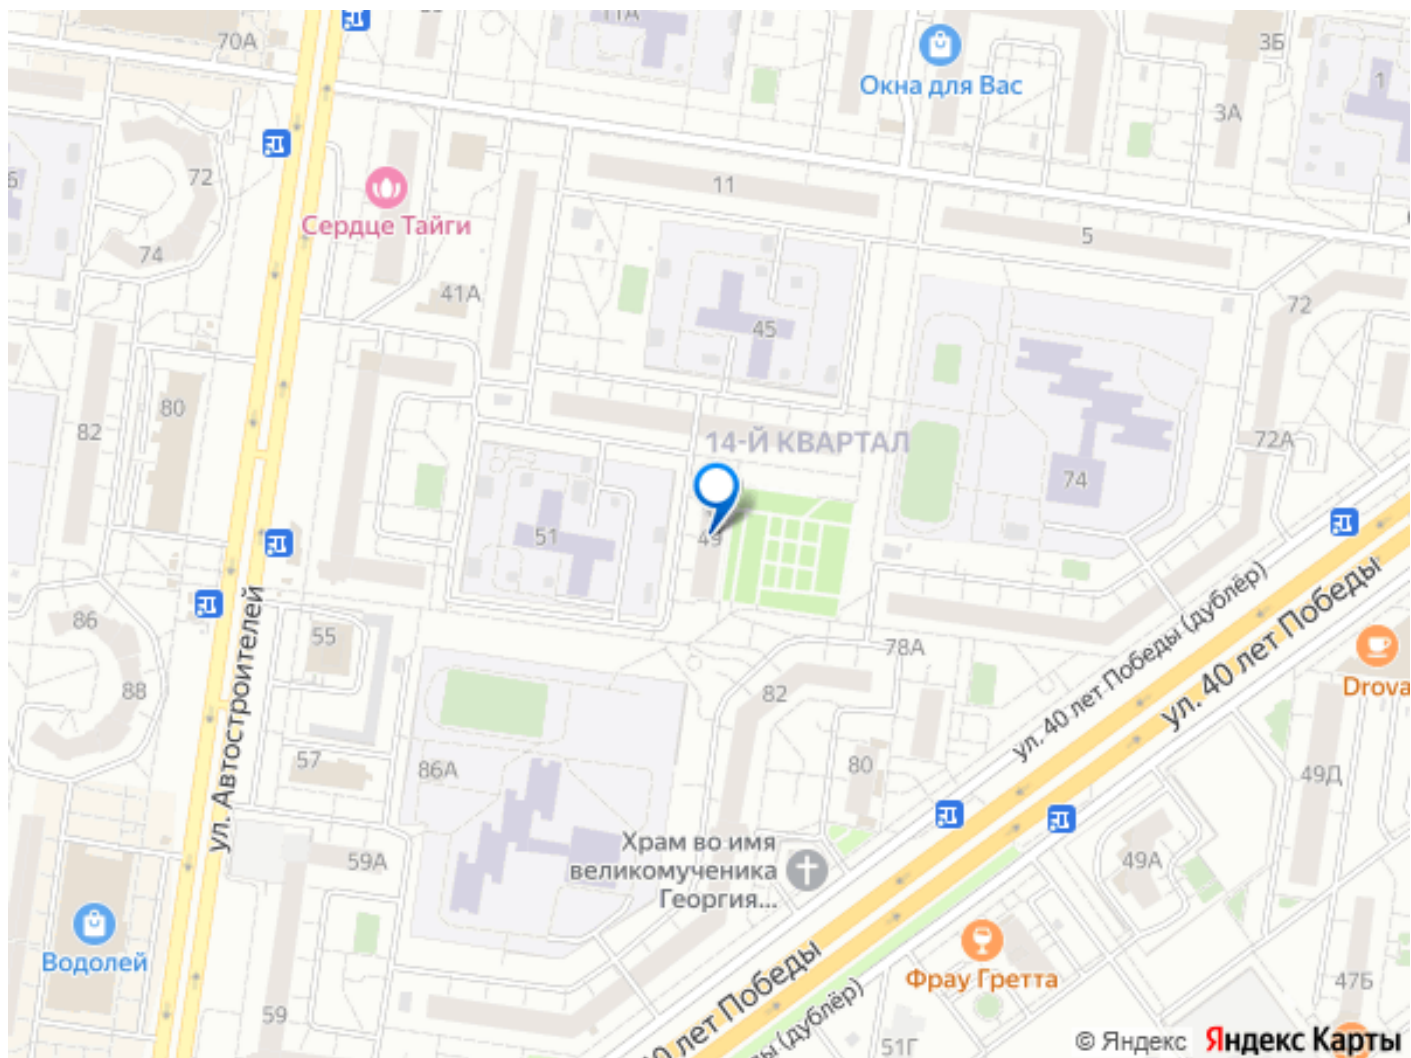 11А
70А
3Б
Окна для Вас
1
3А
72
11
Сердце Тайги
5
74
41А
72
45
80
82
14-Й КВАРТАЛ
72А
74
51
49
86
55
78А
88
82
ул. Автостроителей
ул. 40 лет Победы (дублёр)
ул. 40 лет Победы
Drova
57
86А
80
49Д
Храм во имя
великомученика
Георгия...
59А
49А
Водолей
Фрау Гретта
47Б
59
40 лет Победы
(дублёр)
51Г
© Яндекс Яндекс Карты